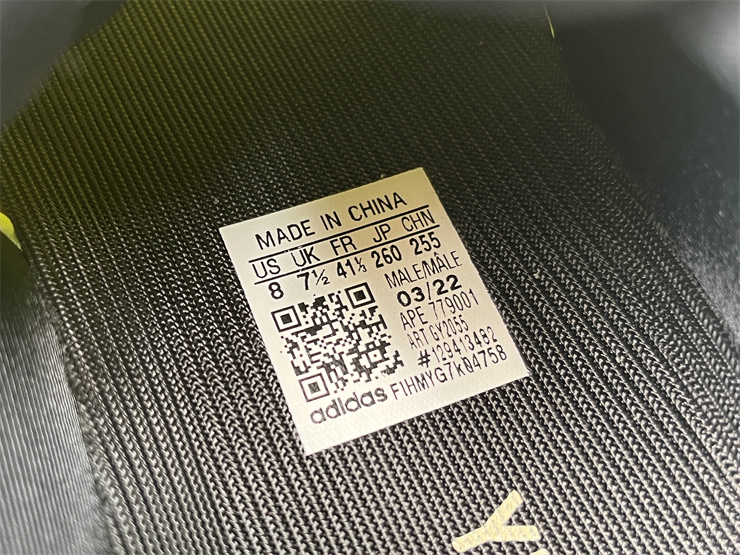 MADE IN CHINA
US UK FR JP CHN
8 7½ 41⅓ 260 255
MALE/MÂLE
03/22
APE 779001
ART GY2055
#129413482
adidas F1HMYG7K04758